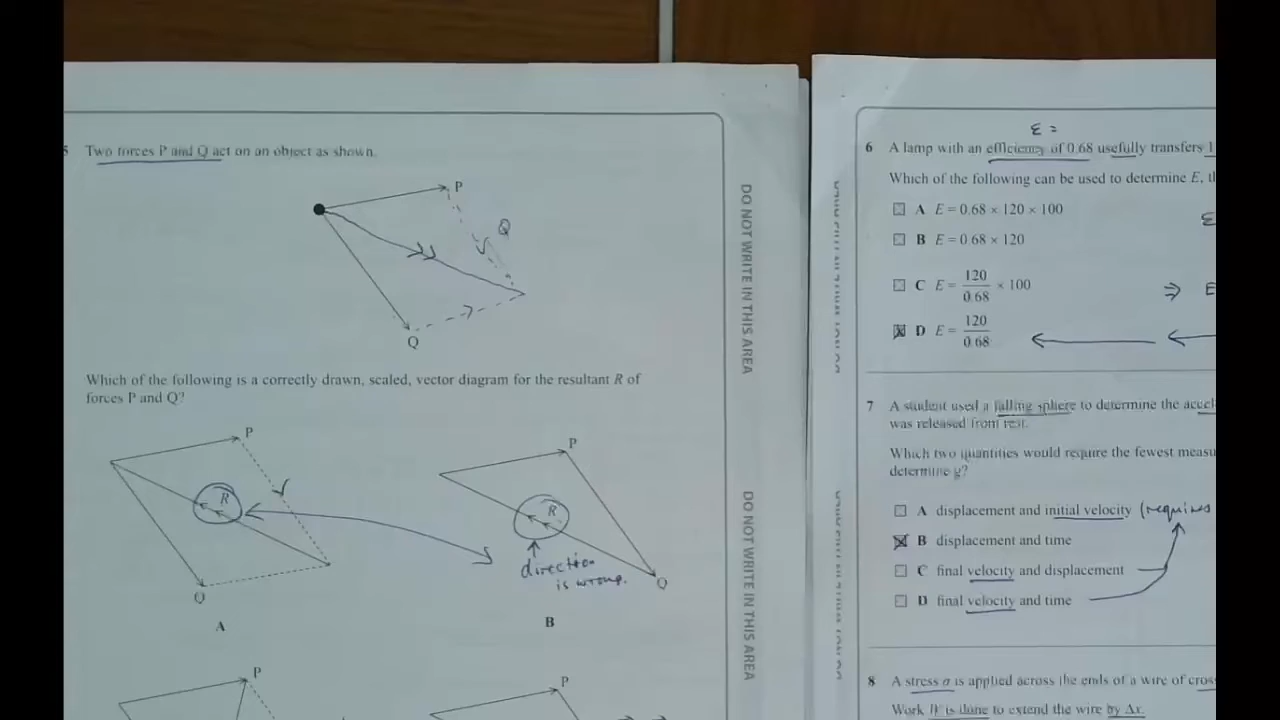 5 Two forces P and Q act on an object as shown.
P
Q
Q
Which of the following is a correctly drawn, scaled, vector diagram for the resultant R of
forces P and Q?
P
R
Q
A
P
R
direction
is wrong.
Q
B
P
P
DO NOT WRITE IN THIS AREA
DO NOT WRITE IN THIS AREA
ε =
6 A lamp with an efficiency of 0.68 usefully transfers 1
Which of the following can be used to determine E, th
A E = 0.68 × 120 × 100
B E = 0.68 × 120
C E = 120/0.68 × 100
⇒ E
D E = 120/0.68
7 A student used a falling sphere to determine the accel
was released from rest.
Which two quantities would require the fewest measu
determine g?
A displacement and initial velocity (requires
B displacement and time
C final velocity and displacement
D final velocity and time
8 A stress σ is applied across the ends of a wire of cros
Work W is done to extend the wire by Δx.